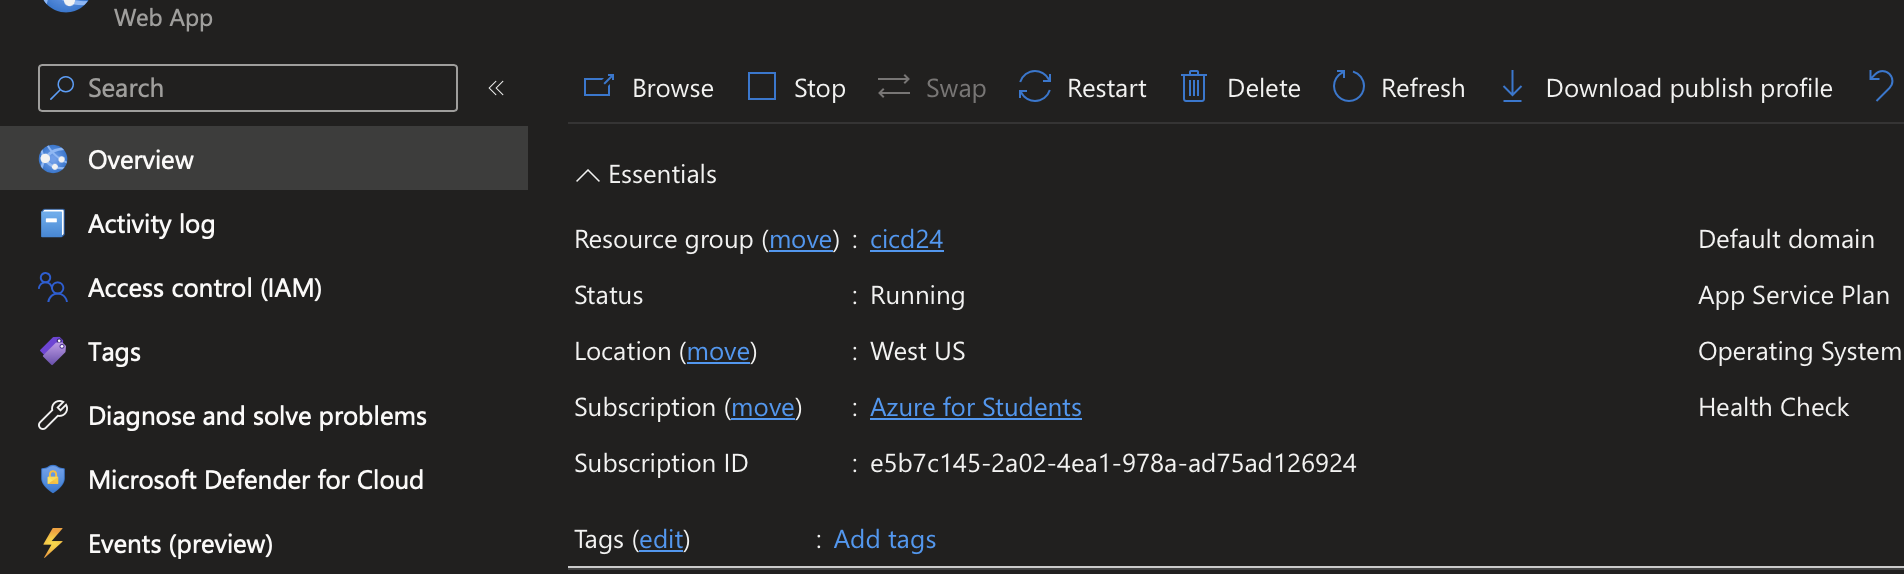 Web App
Search
Browse Stop Swap Restart Delete Refresh Download publish profile
Overview
Activity log
Access control (IAM)
Tags
Diagnose and solve problems
Microsoft Defender for Cloud
Events (preview)
Essentials
Resource group (move) : cicd24
Status : Running
Location (move) : West US
Subscription (move) : Azure for Students
Subscription ID : e5b7c145-2a02-4ea1-978a-ad75ad126924
Tags (edit) : Add tags
Default domain
App Service Plan
Operating System
Health Check